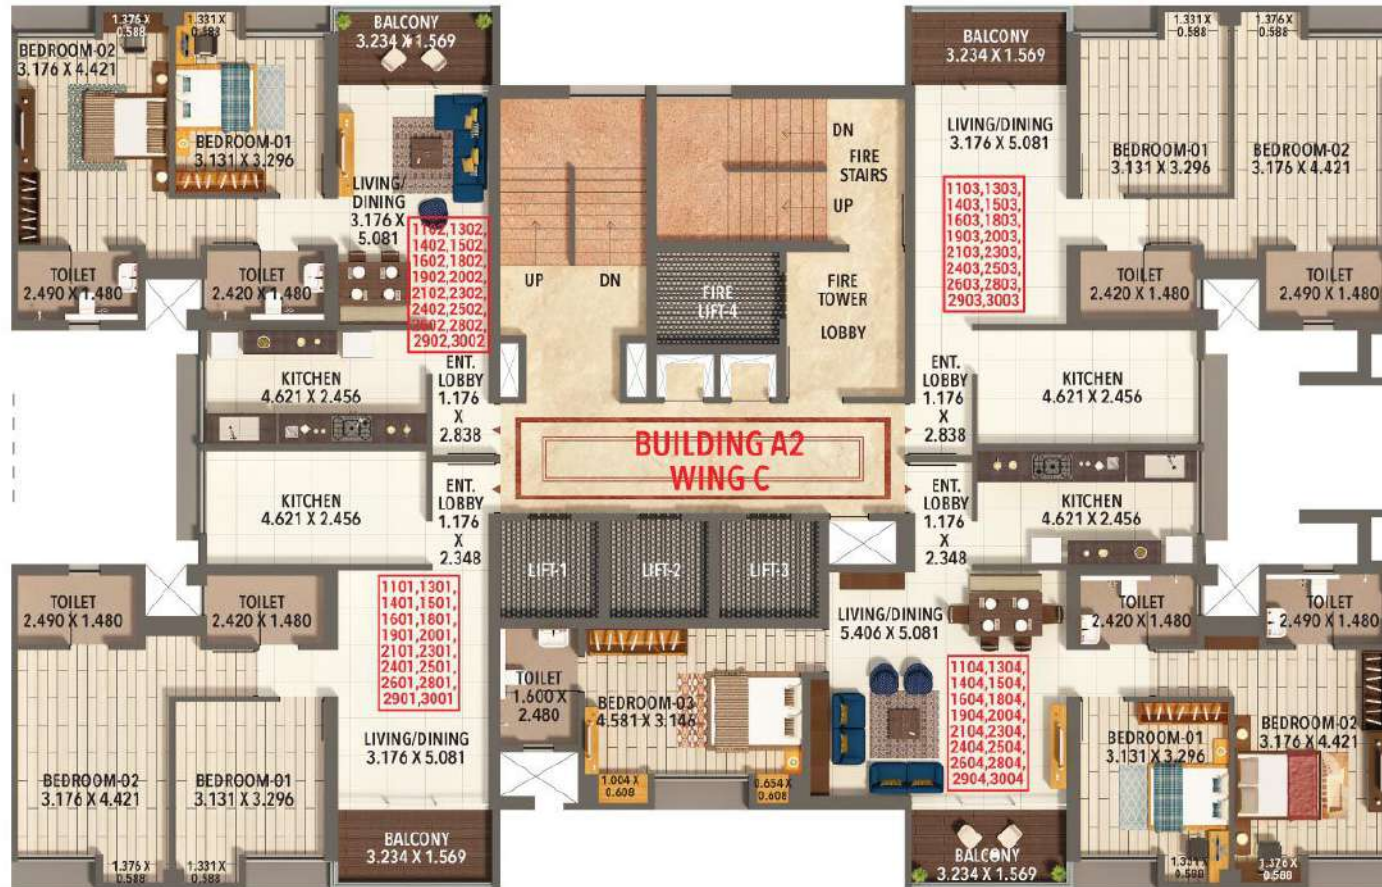 1.376 X
0.588
1.331 X
0.588
BEDROOM-02
3.176 X 4.421
BEDROOM-01
3.131 X 3.296
BALCONY
3.234 X 1.569
LIVING/
DINING
3.176 X
5.081
1102,1302,
1402,1502,
1602,1802,
1902,2002,
2102,2302,
2402,2502,
2602,2802,
2902,3002
TOILET
2.490 X 1.480
TOILET
2.420 X 1.480
KITCHEN
4.621 X 2.456
ENT.
LOBBY
1.176
X
2.838
UP
DN
DN
FIRE
STAIRS
UP
FIRE
LIFT-4
FIRE
TOWER
LOBBY
BALCONY
3.234 X 1.569
LIVING/DINING
3.176 X 5.081
1103,1303,
1403,1503,
1603,1803,
1903,2003,
2103,2303,
2403,2503,
2603,2803,
2903,3003
1.331 X
0.588
1.376 X
0.588
BEDROOM-01
3.131 X 3.296
BEDROOM-02
3.176 X 4.421
TOILET
2.420 X 1.480
TOILET
2.490 X 1.480
ENT.
LOBBY
1.176
X
2.838
KITCHEN
4.621 X 2.456
BUILDING A2
WING C
KITCHEN
4.621 X 2.456
ENT.
LOBBY
1.176
X
2.348
TOILET
2.490 X 1.480
TOILET
2.420 X 1.480
1101,1301,
1401,1501,
1601,1801,
1901,2001,
2101,2301,
2401,2501,
2601,2801,
2901,3001
LIVING/DINING
3.176 X 5.081
BEDROOM-02
3.176 X 4.421
BEDROOM-01
3.131 X 3.296
1.376 X
0.588
1.331 X
0.588
BALCONY
3.234 X 1.569
LIFT-1
LIFT-2
LIFT-3
TOILET
1.600 X
2.480
BEDROOM-03
4.581 X 3.146
1.004 X
0.608
0.654 X
0.608
ENT.
LOBBY
1.176
X
2.348
KITCHEN
4.621 X 2.456
LIVING/DINING
5.406 X 5.081
1104,1304,
1404,1504,
1604,1804,
1904,2004,
2104,2304,
2404,2504,
2604,2804,
2904,3004
TOILET
2.420 X 1.480
TOILET
2.490 X 1.480
BEDROOM-01
3.131 X 3.296
BEDROOM-02
3.176 X 4.421
BALCONY
3.234 X 1.569
1.331 X
0.588
1.376 X
0.588